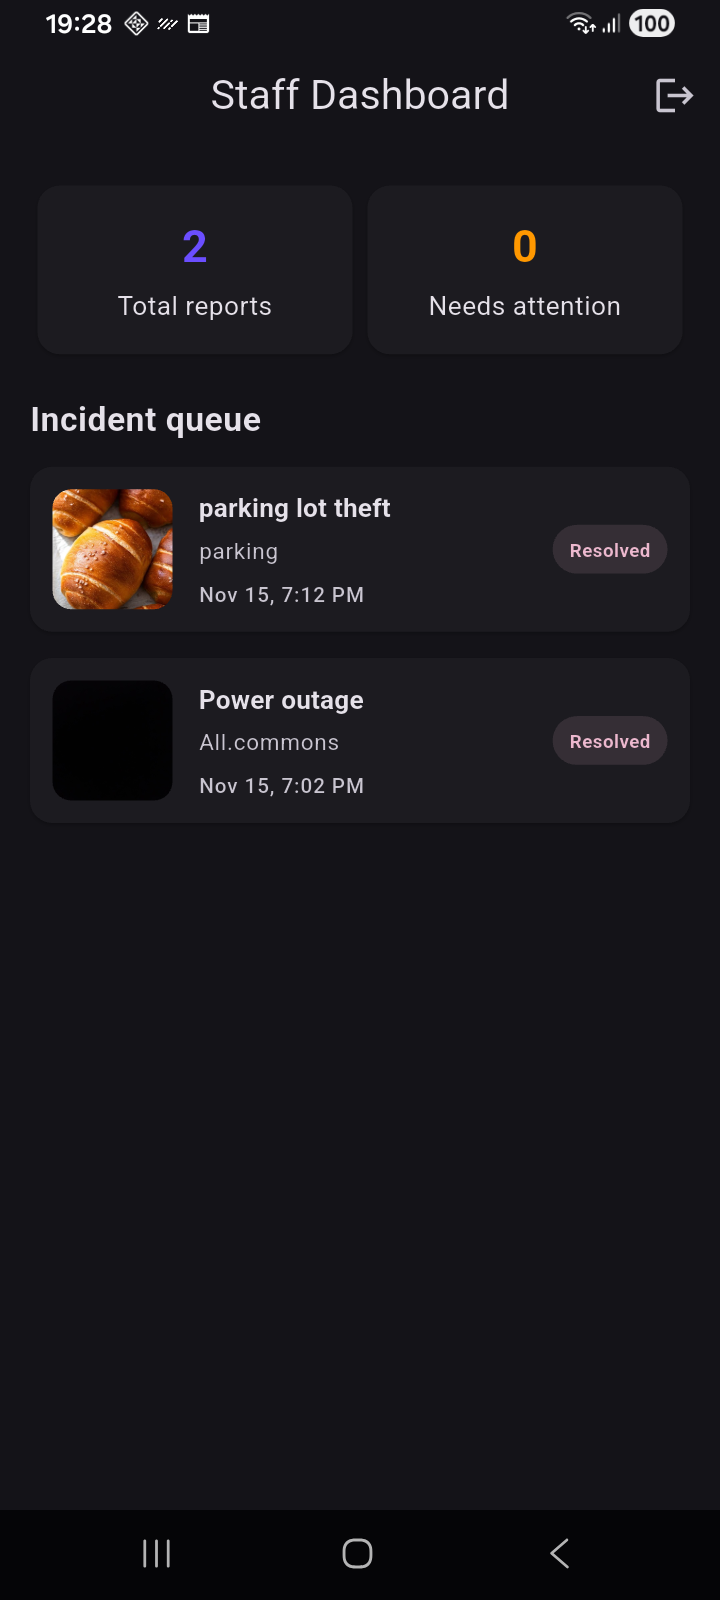 19:28 100
Staff Dashboard
2 0
Total reports Needs attention
Incident queue
parking lot theft
parking
Nov 15, 7:12 PM
Resolved
Power outage
All.commons
Nov 15, 7:02 PM
Resolved